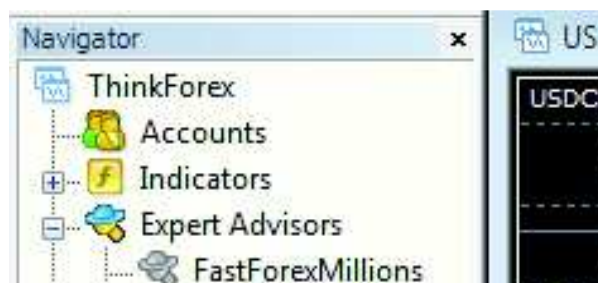 Navigator
ThinkForex
Accounts
Indicators
Expert Advisors
FastForexMillions
US
USDC